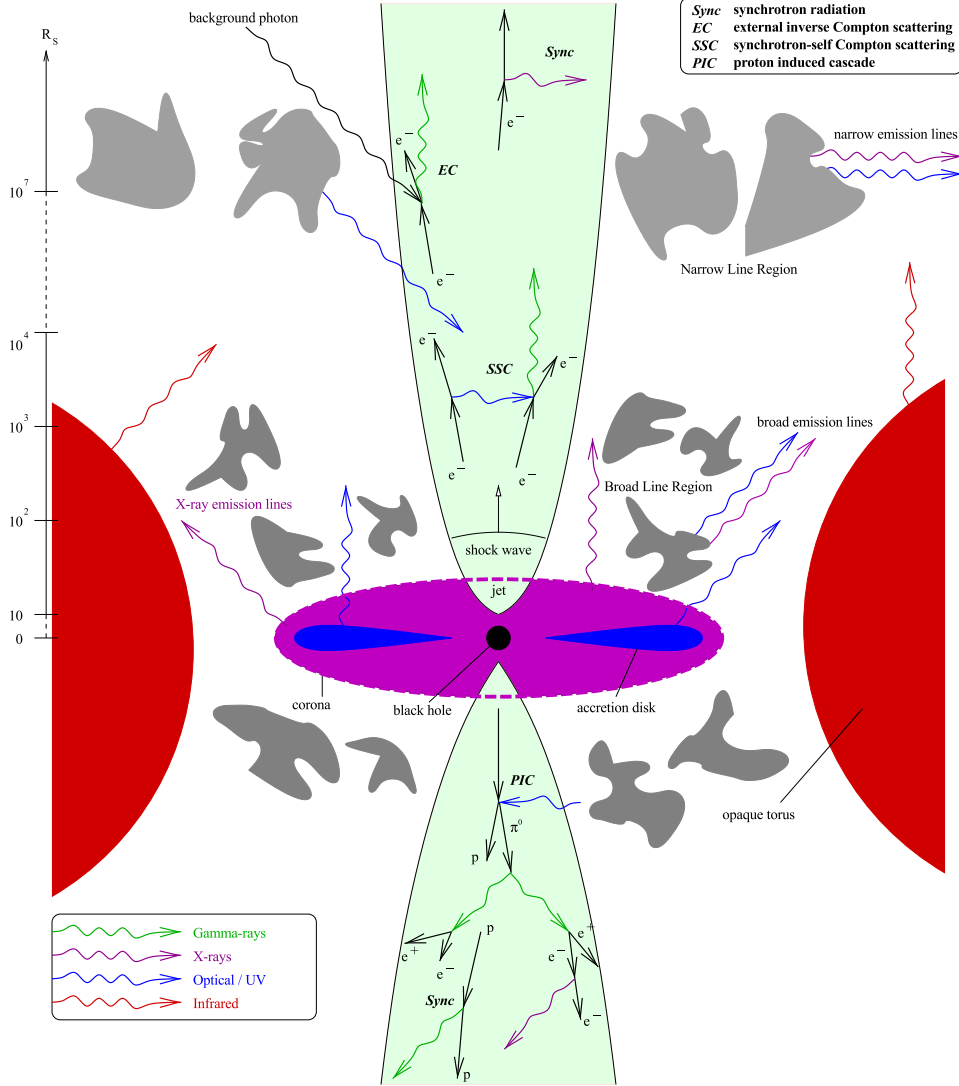 Sync synchrotron radiation
EC external inverse Compton scattering
SSC synchrotron-self Compton scattering
PIC proton induced cascade
background photon
R_S
Sync
e⁻
e⁻
EC
narrow emission lines
10⁷
Narrow Line Region
e⁻
10⁴
e⁻
SSC
e⁻
10³
broad emission lines
e⁻
e⁻
X-ray emission lines
Broad Line Region
10²
shock wave
jet
10
0
corona
black hole
accretion disk
PIC
opaque torus
π⁰
p
p
e⁺
e⁺
e⁻
e⁻
Sync
e⁻
p
Gamma-rays
X-rays
Optical / UV
Infrared